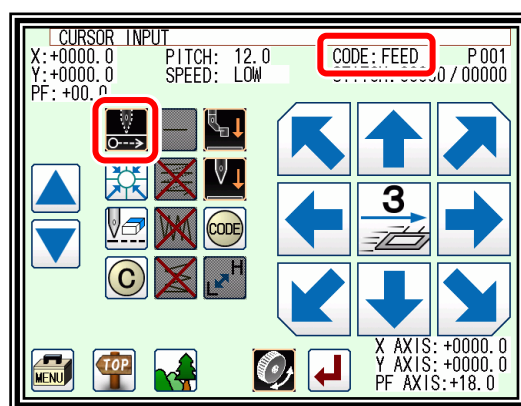 CURSOR INPUT
X:+0000.0 PITCH: 12.0 CODE:FEED P001
Y:+0000.0 SPEED: LOW / 00000
PF:+00.0
3
CODE
C
L H
MENU TOP
X AXIS:+0000.0
Y AXIS:+0000.0
PF AXIS:+18.0